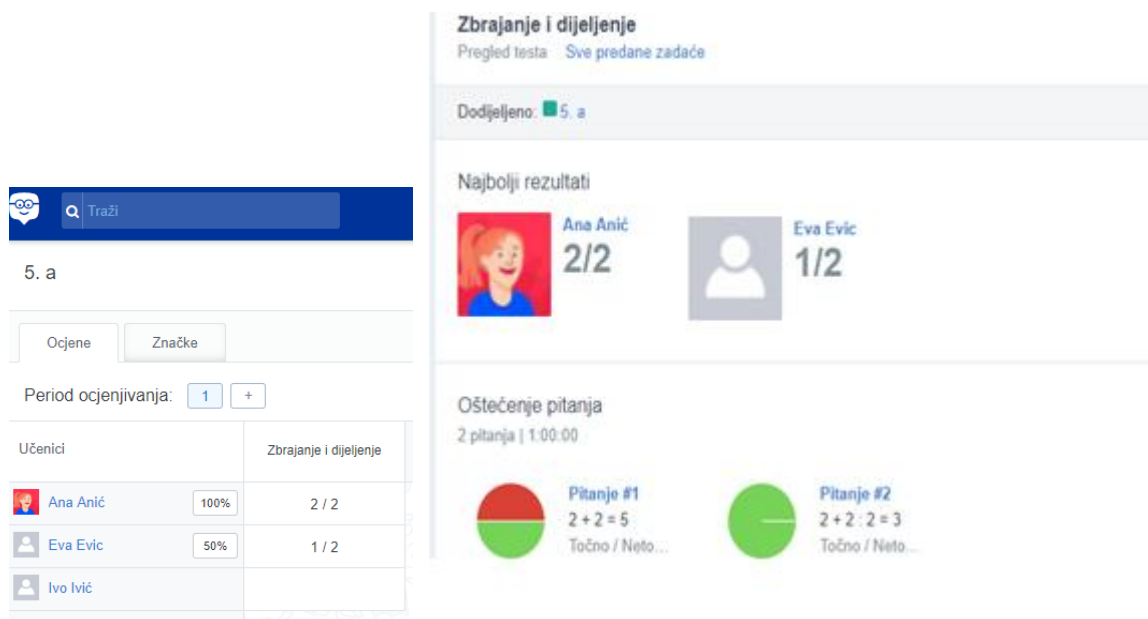 Traži
5. a
Ocjene
Značke
Period ocjenjivanja: 1 +
Učenici Zbrajanje i dijeljenje
Ana Anić 100% 2 / 2
Eva Evic 50% 1 / 2
Ivo Ivić
Zbrajanje i dijeljenje
Pregled testa Sve predane zadaće
Dodijeljeno: 5. a
Najbolji rezultati
Ana Anić
2/2
Eva Evic
1/2
Oštećenje pitanja
2 pitanja | 1:00:00
Pitanje #1
2 + 2 = 5
Točno / Neto...
Pitanje #2
2 + 2 : 2 = 3
Točno / Neto...